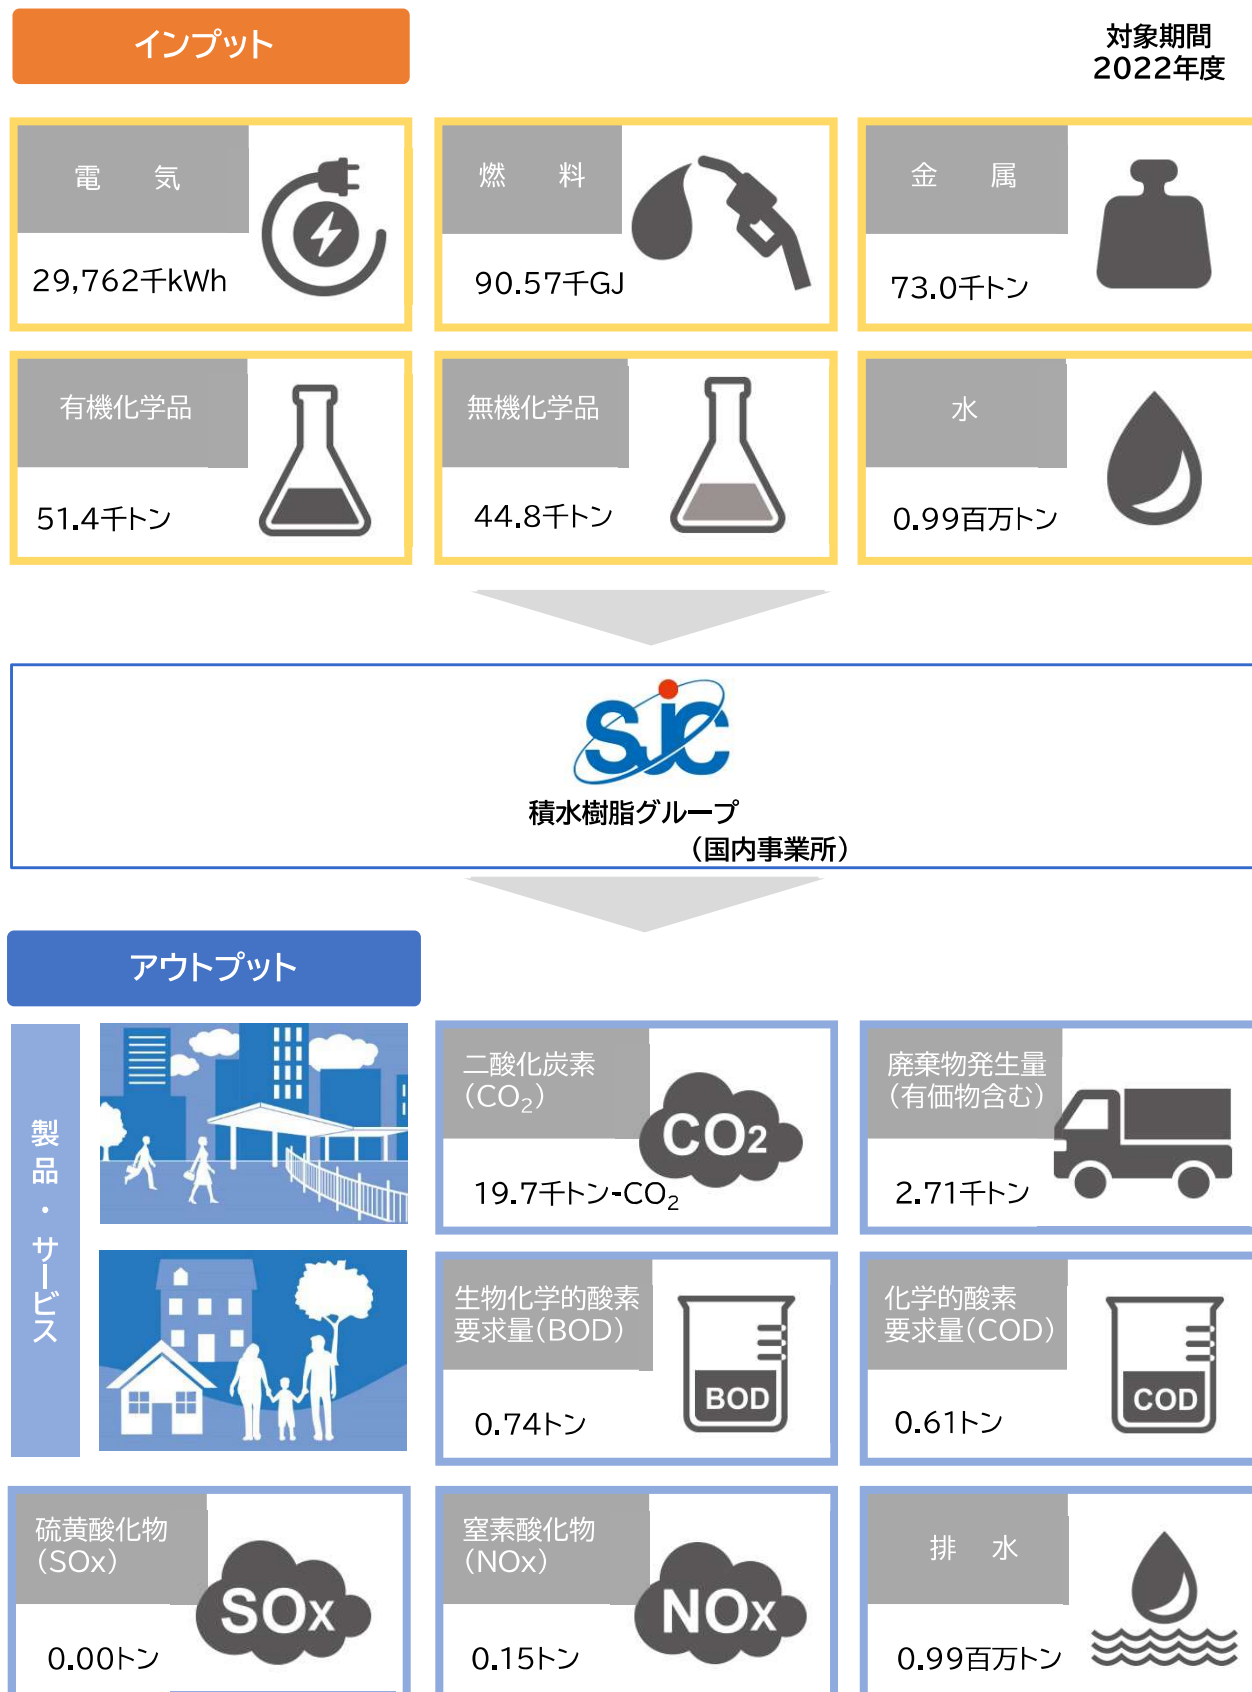 インプット
対象期間
2022年度
電　気
29,762千kWh
燃　料
90.57千GJ
金　属
73.0千トン
有機化学品
51.4千トン
無機化学品
44.8千トン
水
0.99百万トン
SJC
積水樹脂グループ
（国内事業所）
アウトプット
製品・サービス
二酸化炭素
（CO₂）
CO2
19.7千トン-CO₂
廃棄物発生量
（有価物含む）
2.71千トン
生物化学的酸素
要求量（BOD）
BOD
0.74トン
化学的酸素
要求量（COD）
COD
0.61トン
硫黄酸化物
（SOx）
SOx
0.00トン
窒素酸化物
（NOx）
NOx
0.15トン
排　水
0.99百万トン